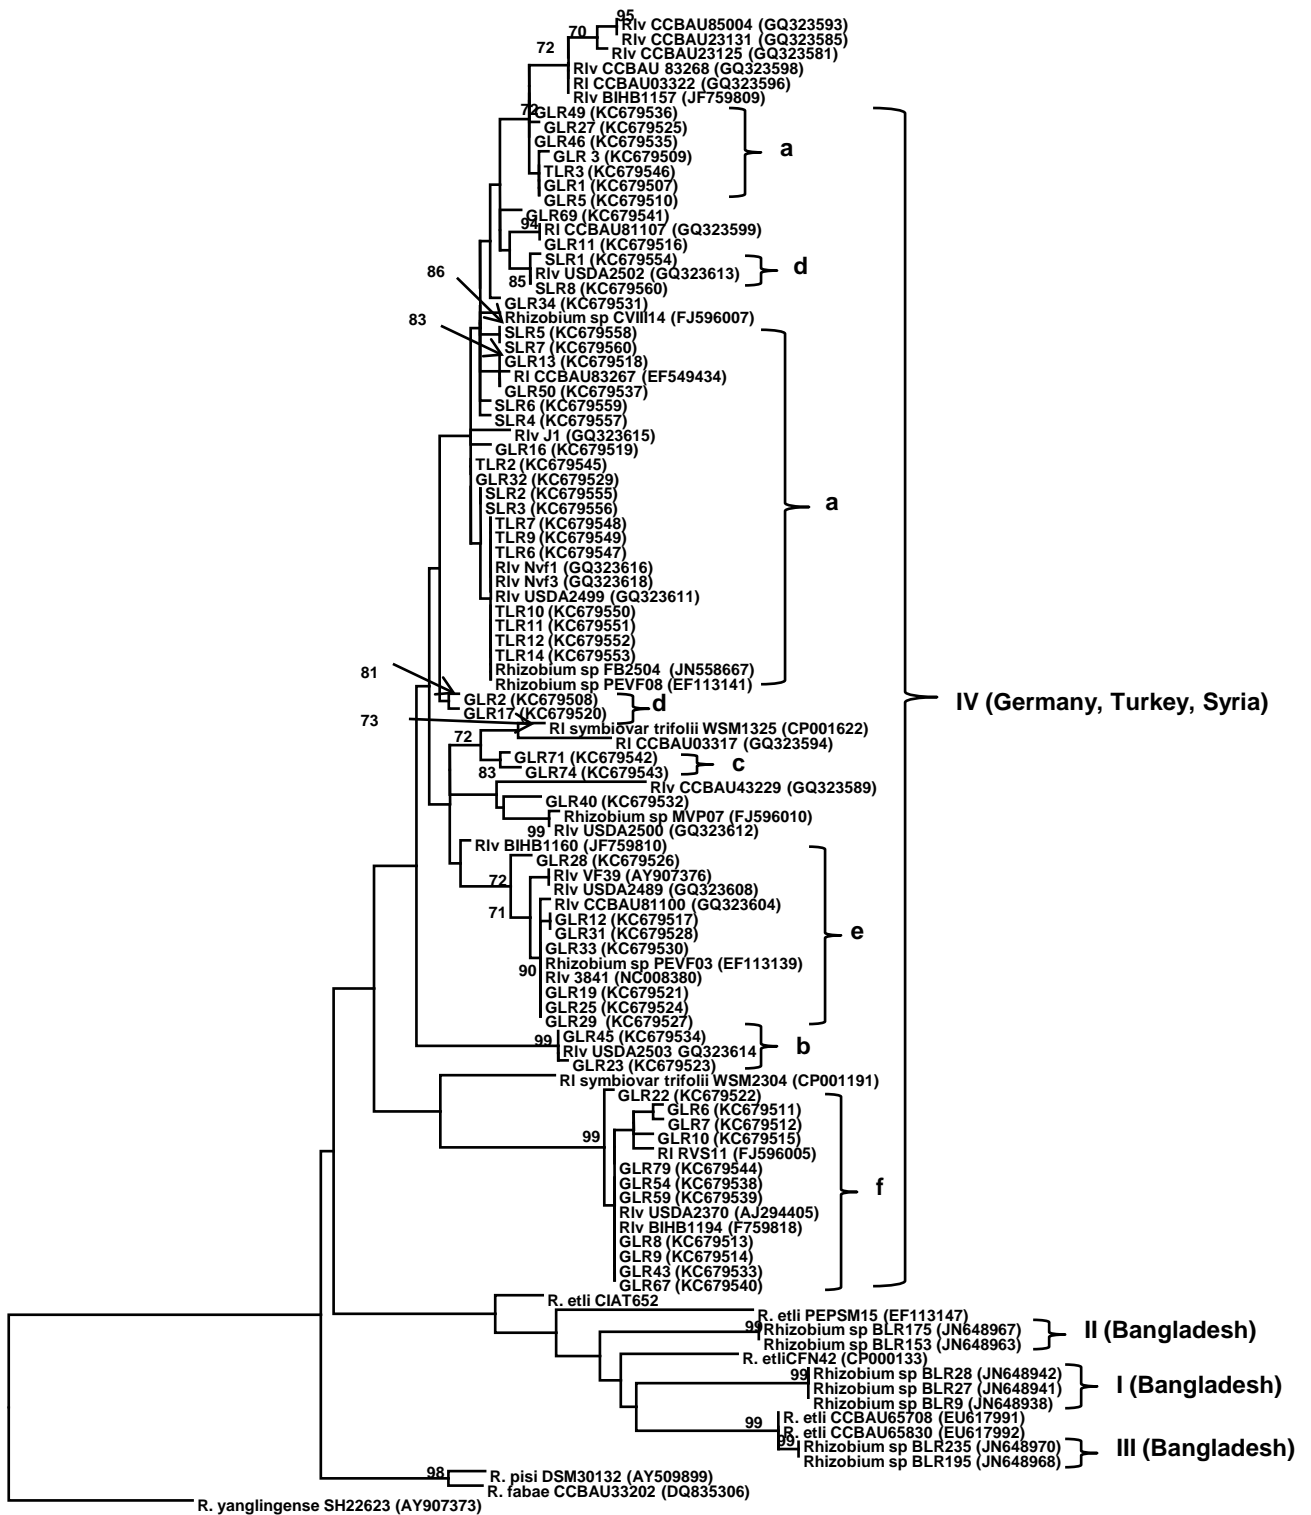 95
Rlv CCBAU85004 (GQ323593)
70
Rlv CCBAU23131 (GQ323585)
72
Rlv CCBAU23125 (GQ323581)
Rlv CCBAU 83268 (GQ323598)
Rl CCBAU03322 (GQ323596)
Rlv BIHB1157 (JF759809)
72
GLR49 (KC679536)
GLR27 (KC679525)
GLR46 (KC679535)
a
GLR 3 (KC679509)
TLR3 (KC679546)
GLR1 (KC679507)
GLR5 (KC679510)
GLR69 (KC679541)
94
Rl CCBAU81107 (GQ323599)
GLR11 (KC679516)
SLR1 (KC679554)
d
86
Rlv USDA2502 (GQ323613)
85
SLR8 (KC679560)
GLR34 (KC679531)
83
Rhizobium sp CVIII14 (FJ596007)
SLR5 (KC679558)
SLR7 (KC679560)
GLR13 (KC679518)
Rl CCBAU83267 (EF549434)
GLR50 (KC679537)
SLR6 (KC679559)
SLR4 (KC679557)
Rlv J1 (GQ323615)
GLR16 (KC679519)
TLR2 (KC679545)
GLR32 (KC679529)
SLR2 (KC679555)
a
SLR3 (KC679556)
TLR7 (KC679548)
TLR9 (KC679549)
TLR6 (KC679547)
Rlv Nvf1 (GQ323616)
Rlv Nvf3 (GQ323618)
Rlv USDA2499 (GQ323611)
TLR10 (KC679550)
TLR11 (KC679551)
TLR12 (KC679552)
TLR14 (KC679553)
Rhizobium sp FB2504 (JN558667)
81
Rhizobium sp PEVF08 (EF113141)
GLR2 (KC679508)
d
IV (Germany, Turkey, Syria)
GLR17 (KC679520)
73
Rl symbiovar trifolii WSM1325 (CP001622)
72
Rl CCBAU03317 (GQ323594)
GLR71 (KC679542)
c
83
GLR74 (KC679543)
Rlv CCBAU43229 (GQ323589)
GLR40 (KC679532)
Rhizobium sp MVP07 (FJ596010)
99
Rlv USDA2500 (GQ323612)
Rlv BIHB1160 (JF759810)
GLR28 (KC679526)
72
Rlv VF39 (AY907376)
Rlv USDA2489 (GQ323608)
Rlv CCBAU81100 (GQ323604)
71
GLR12 (KC679517)
GLR31 (KC679528)
e
GLR33 (KC679530)
Rhizobium sp PEVF03 (EF113139)
90
Rlv 3841 (NC008380)
GLR19 (KC679521)
GLR25 (KC679524)
GLR29 (KC679527)
99
GLR45 (KC679534)
b
Rlv USDA2503 GQ323614
GLR23 (KC679523)
Rl symbiovar trifolii WSM2304 (CP001191)
GLR22 (KC679522)
GLR6 (KC679511)
GLR7 (KC679512)
99
GLR10 (KC679515)
Rl RVS11 (FJ596005)
GLR79 (KC679544)
GLR54 (KC679538)
f
GLR59 (KC679539)
Rlv USDA2370 (AJ294405)
Rlv BIHB1194 (F759818)
GLR8 (KC679513)
GLR9 (KC679514)
GLR43 (KC679533)
GLR67 (KC679540)
R. etli CIAT652
R. etli PEPSM15 (EF113147)
99
Rhizobium sp BLR175 (JN648967)
II (Bangladesh)
Rhizobium sp BLR153 (JN648963)
R. etliCFN42 (CP000133)
99
Rhizobium sp BLR28 (JN648942)
I (Bangladesh)
Rhizobium sp BLR27 (JN648941)
Rhizobium sp BLR9 (JN648938)
99
R. etli CCBAU65708 (EU617991)
R. etli CCBAU65830 (EU617992)
99
Rhizobium sp BLR235 (JN648970)
III (Bangladesh)
Rhizobium sp BLR195 (JN648968)
98
R. pisi DSM30132 (AY509899)
R. fabae CCBAU33202 (DQ835306)
R. yanglingense SH22623 (AY907373)